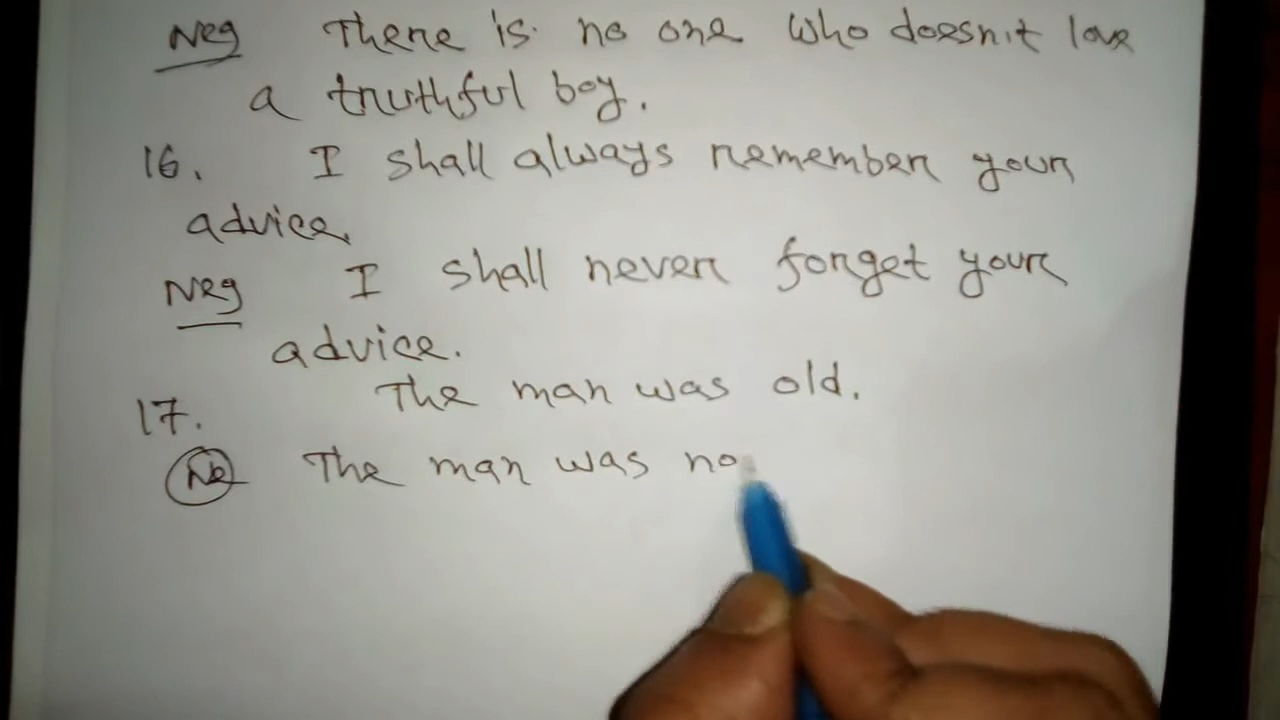 Neg There is no one who doesn't love
a truthful boy.
16. I shall always remember your
advice.
Neg I shall never forget your
advice.
17. The man was old.
Ne The man was no